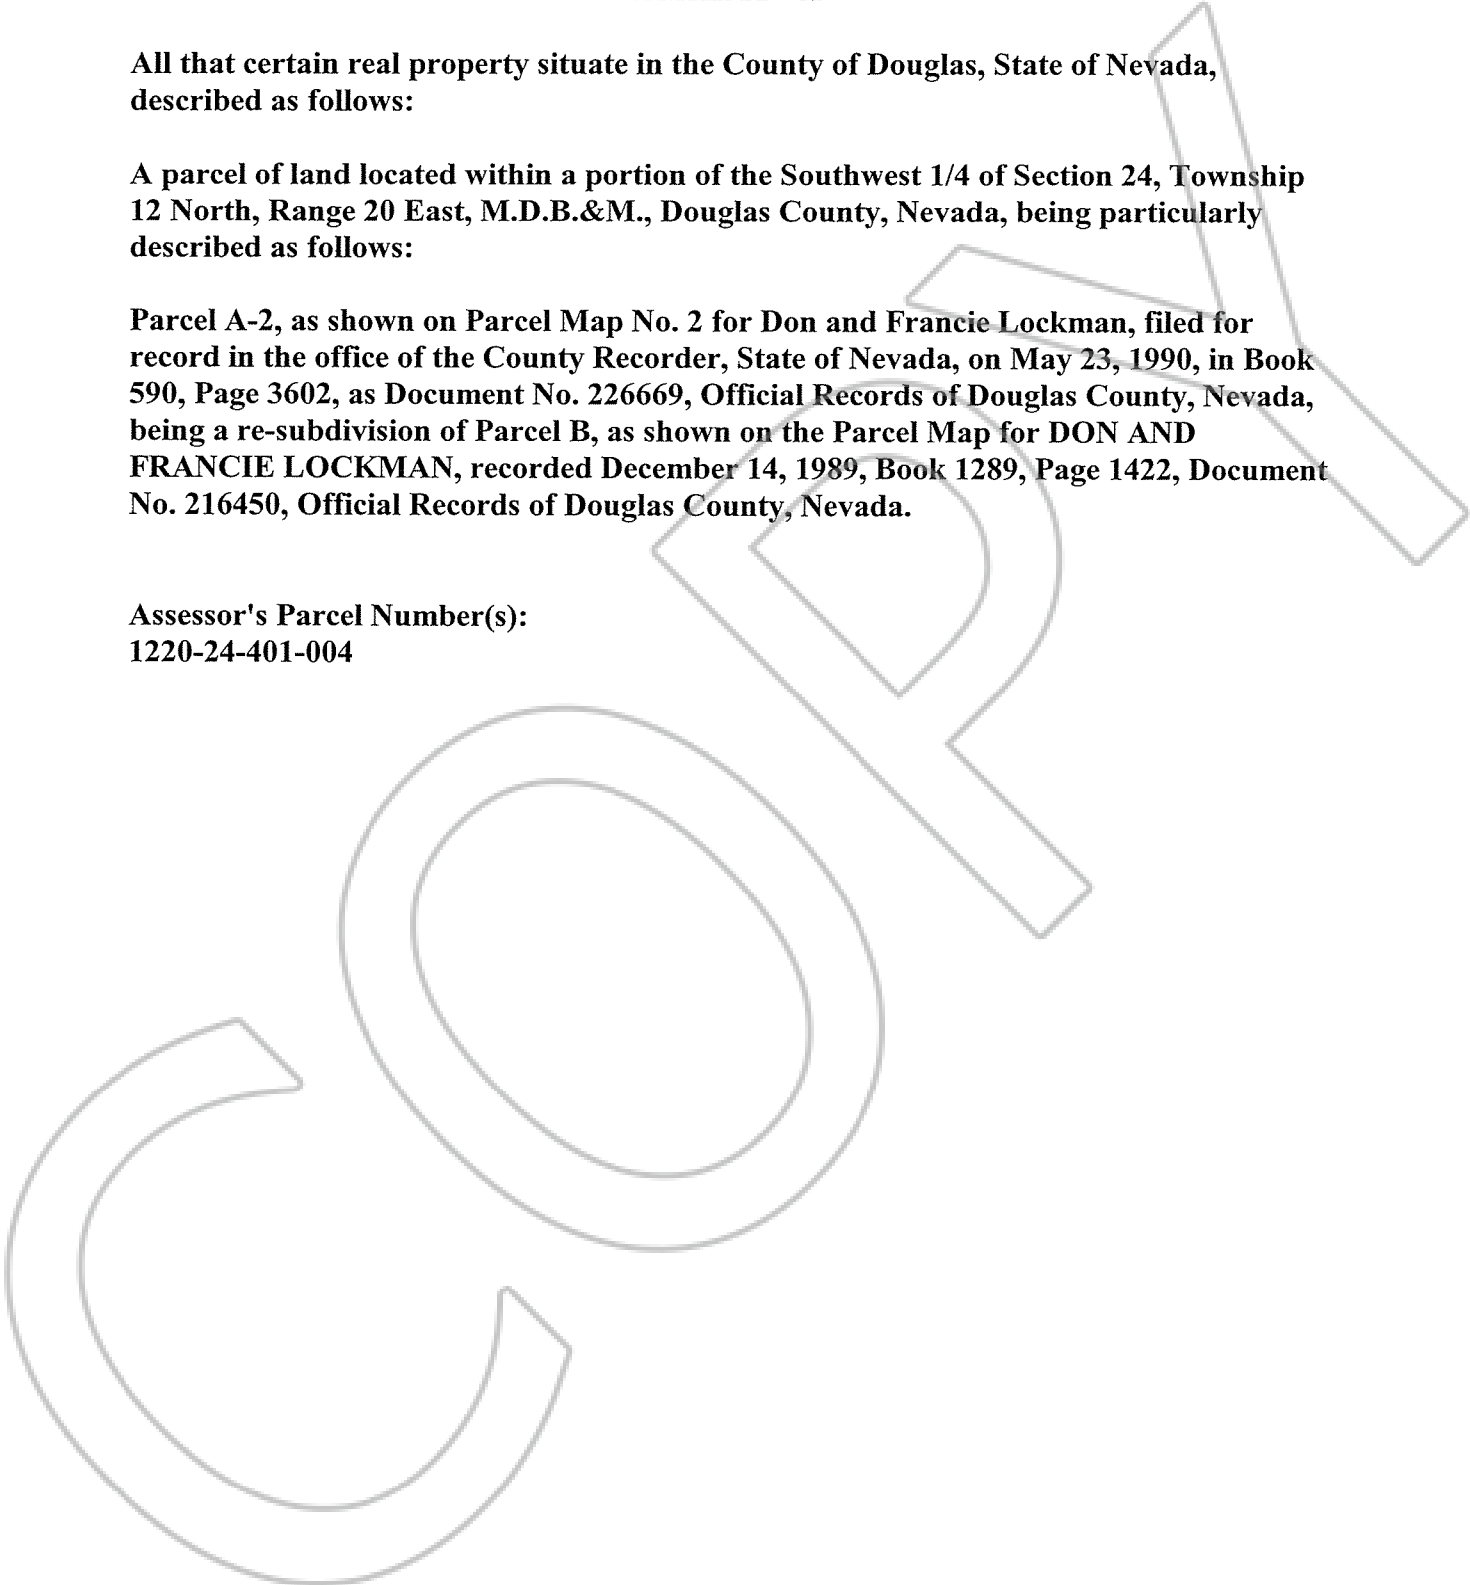 All that certain real property situate in the County of Douglas, State of Nevada,
described as follows:
A parcel of land located within a portion of the Southwest 1/4 of Section 24, Township
12 North, Range 20 East, M.D.B.&M., Douglas County, Nevada, being particularly
described as follows:
Parcel A-2, as shown on Parcel Map No. 2 for Don and Francie Lockman, filed for
record in the office of the County Recorder, State of Nevada, on May 23, 1990, in Book
590, Page 3602, as Document No. 226669, Official Records of Douglas County, Nevada,
being a re-subdivision of Parcel B, as shown on the Parcel Map for DON AND
FRANCIE LOCKMAN, recorded December 14, 1989, Book 1289, Page 1422, Document
No. 216450, Official Records of Douglas County, Nevada.
Assessor's Parcel Number(s):
1220-24-401-004
COPY